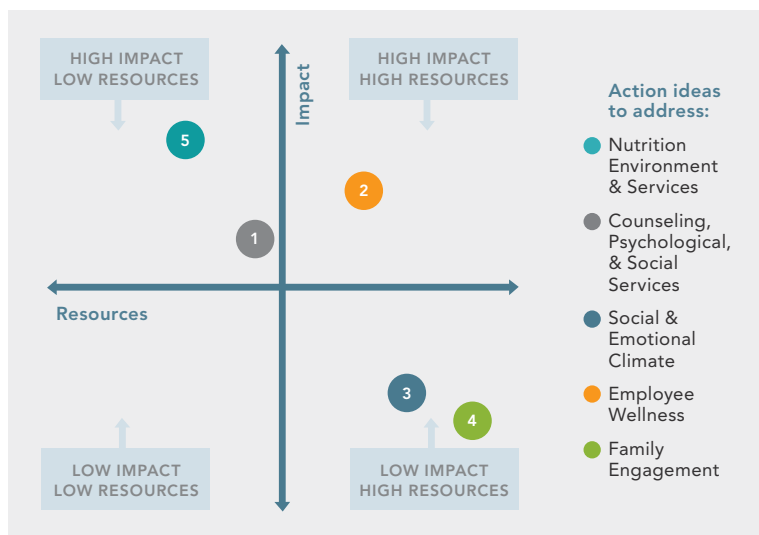 HIGH IMPACT
LOW RESOURCES
HIGH IMPACT
HIGH RESOURCES
Impact
5
2
1
Resources
3
4
LOW IMPACT
LOW RESOURCES
LOW IMPACT
HIGH RESOURCES
Action ideas
to address:
Nutrition
Environment
& Services
Counseling,
Psychological,
& Social
Services
Social &
Emotional
Climate
Employee
Wellness
Family
Engagement